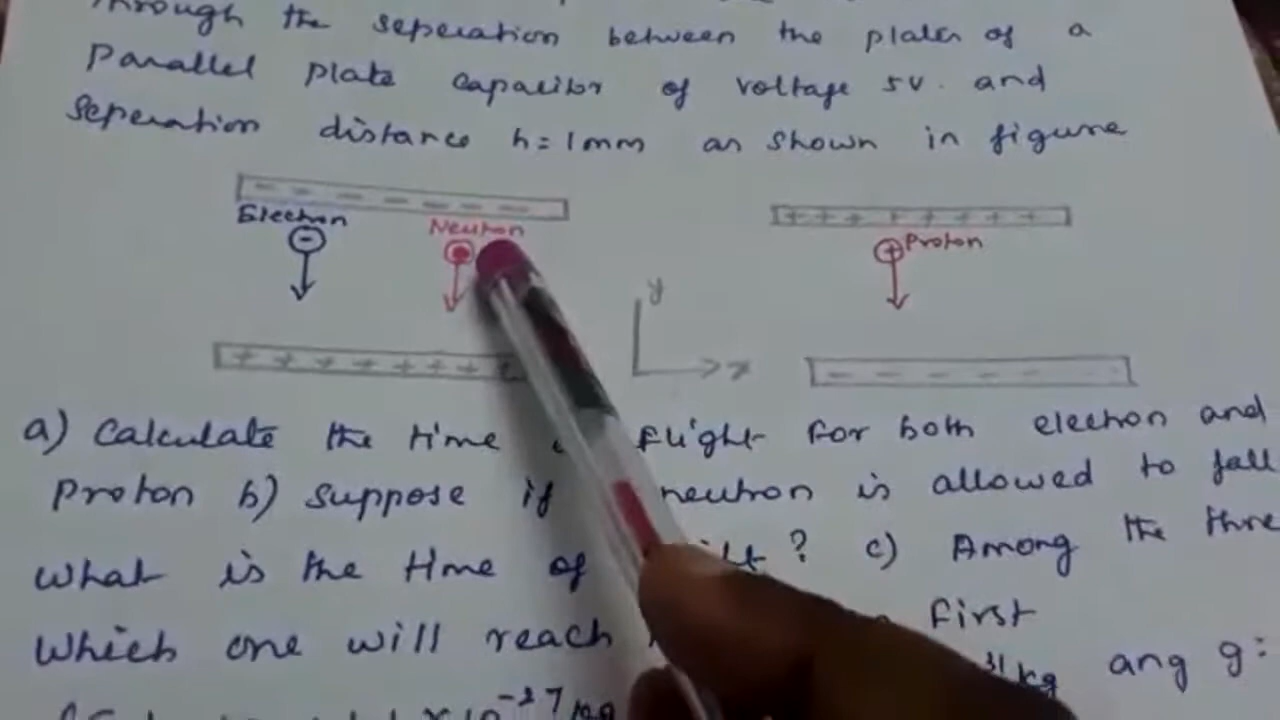 through the seperation between the plates of a
Parallel plate capacitor of voltage 5V. and
Seperation distance h = 1mm as shown in figure
Electron
Neutron
Proton
y
x
a) Calculate the time flight for both electron and
Proton b) suppose if neutron is allowed to fall
what is the time of ? c) Among the three
which one will reach first
kg ang g =